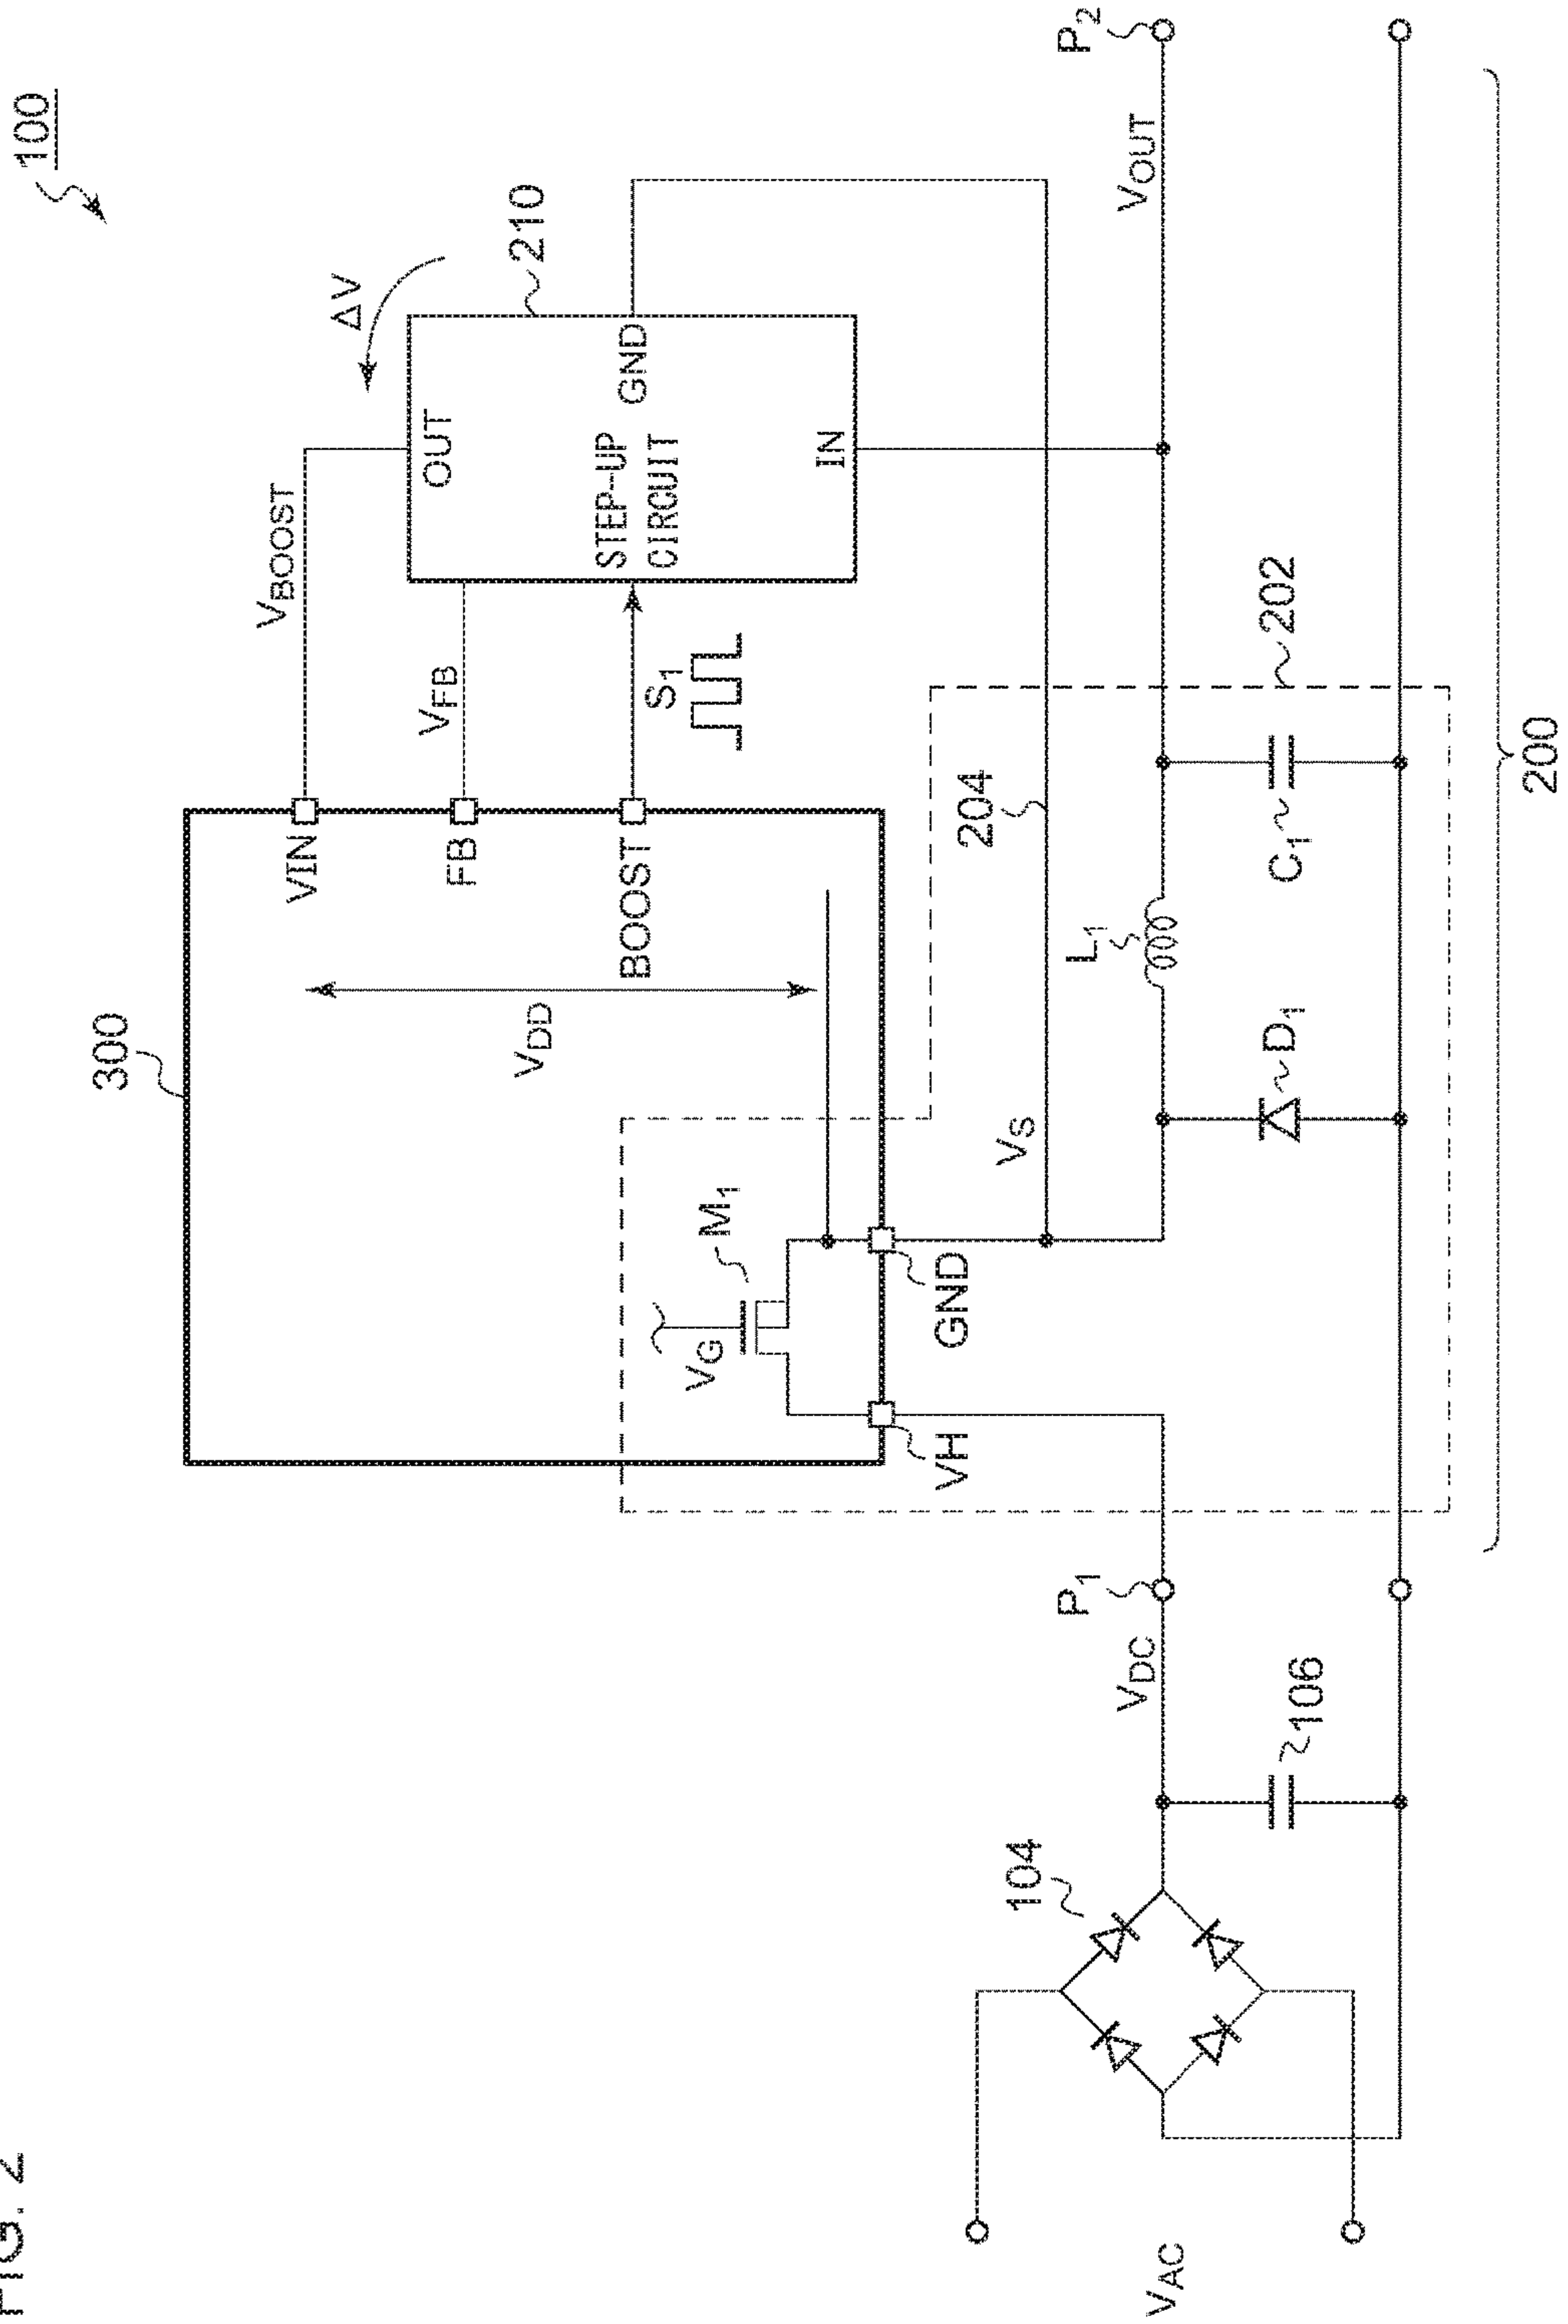 FIG. 2
100
300
VIN
VBOOST
OUT
ΔV
210
FB
VFB
STEP-UP
CIRCUIT
GND
BOOST
S1
IN
VDD
VG
M1
VH
GND
VS
204
202
104
VAC
VDC
106
P1
L1
D1
C1
VOUT
P2
200